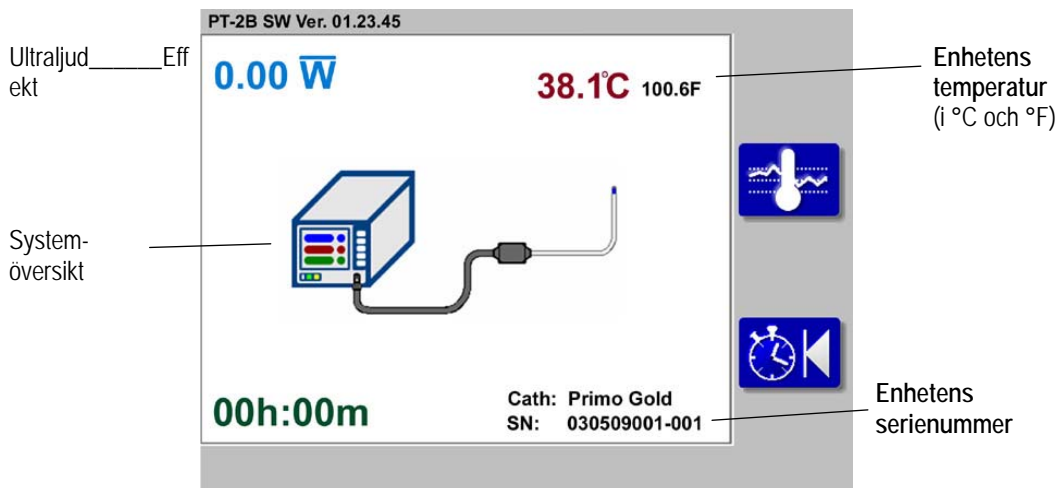 PT-2B SW Ver. 01.23.45
Ultraljud______Eff
ekt
0.00 W
38.1°C 100.6F
Enhetens
temperatur
(i °C och °F)
System-
översikt
00h:00m
Cath: Primo Gold
SN: 030509001-001
Enhetens
serienummer